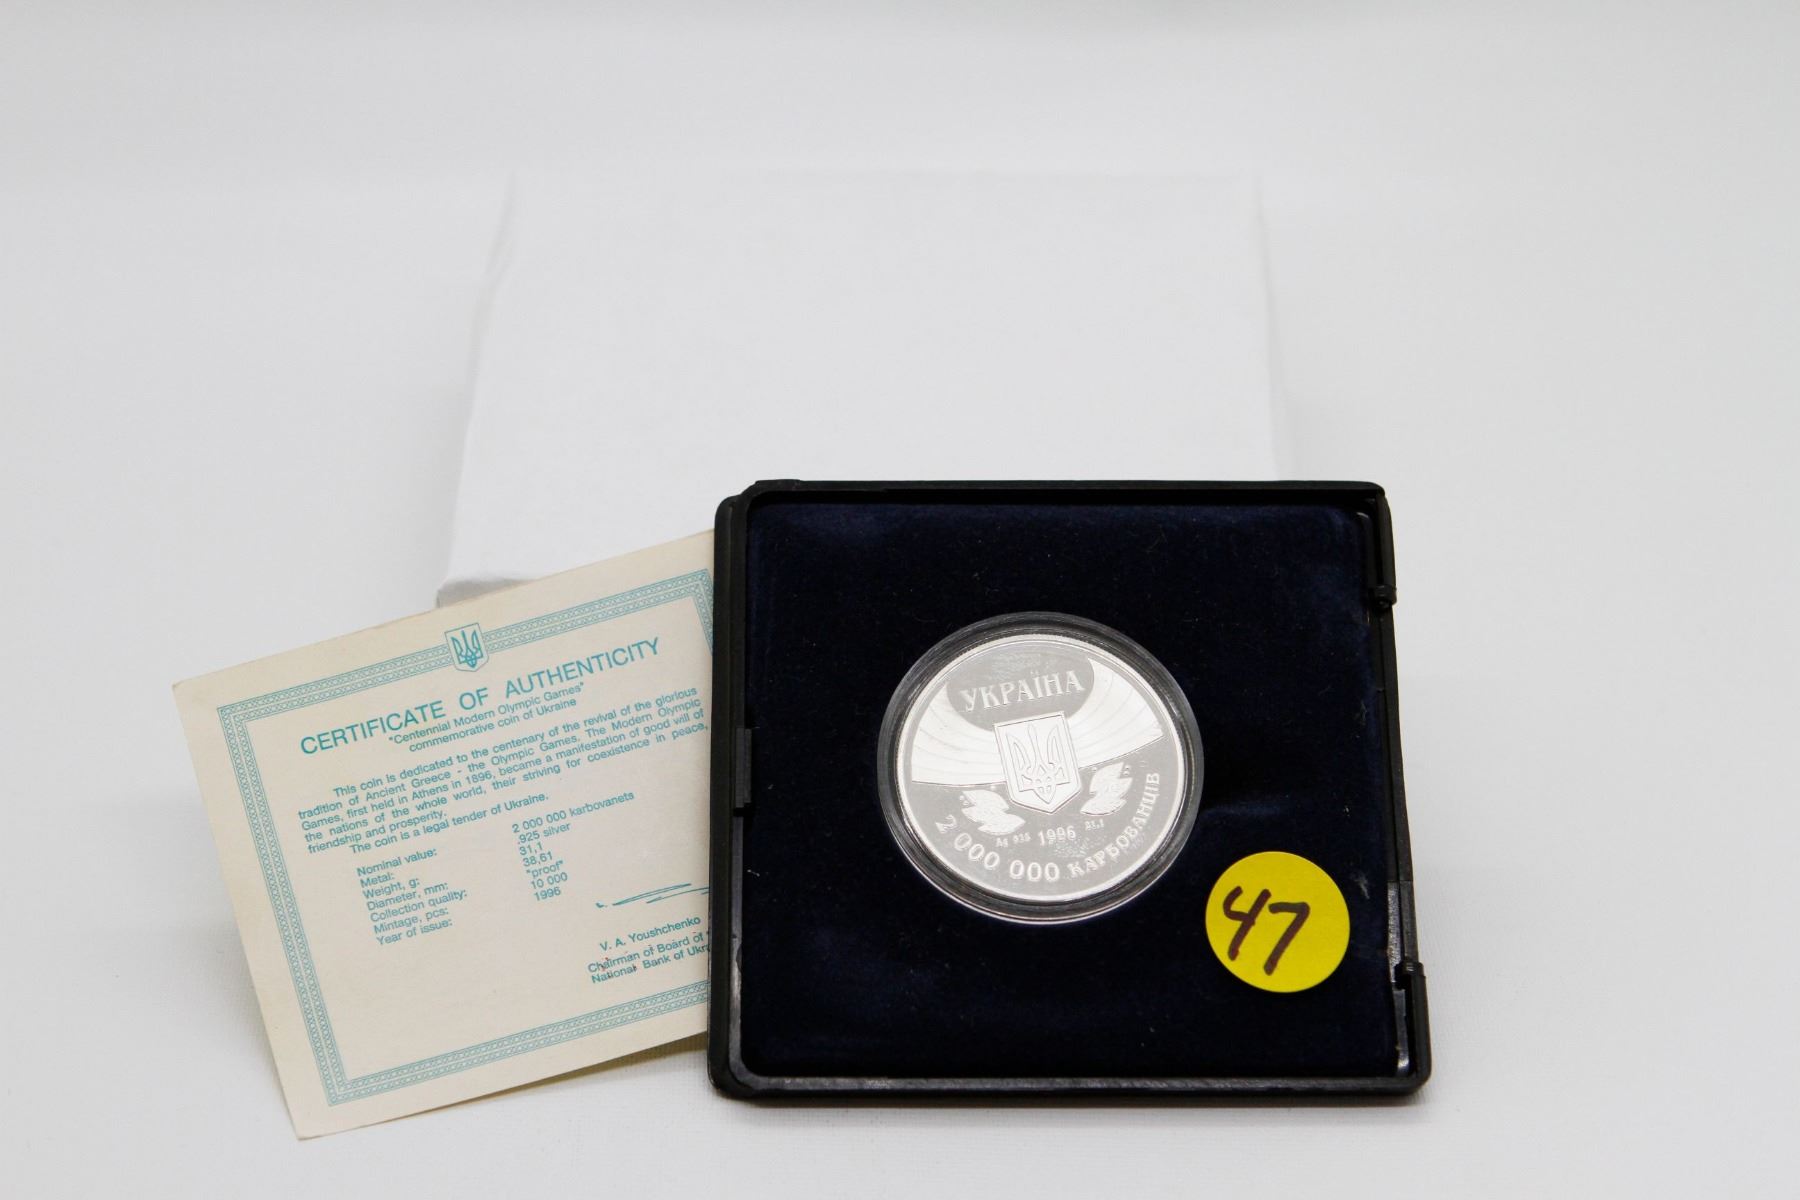 CERTIFICATE OF AUTHENTICITY
"Centennial Modern Olympic Games"
commemorative coin of Ukraine
This coin is dedicated to the centenary of the revival of the glorious
tradition of Ancient Greece - the Olympic Games. The Modern Olympic
Games, first held in Athens in 1896, became a manifestation of good will of
the nations of the whole world, their striving for coexistence in peace,
friendship and prosperity.
The coin is a legal tender of Ukraine.
Nominal value: 2 000 000 karbovanets
Metal: .925 silver
Weight, g: 31,1
Diameter, mm: 38,61
Collection quality: "proof"
Mintage, pcs: 10 000
Year of issue: 1996
V. A. Youshchenko
Chairman of Board of
National Bank of Ukr
УКРАЇНА
Ag 925 1996 31,1
2 000 000 КАРБОВАНЦІВ
47